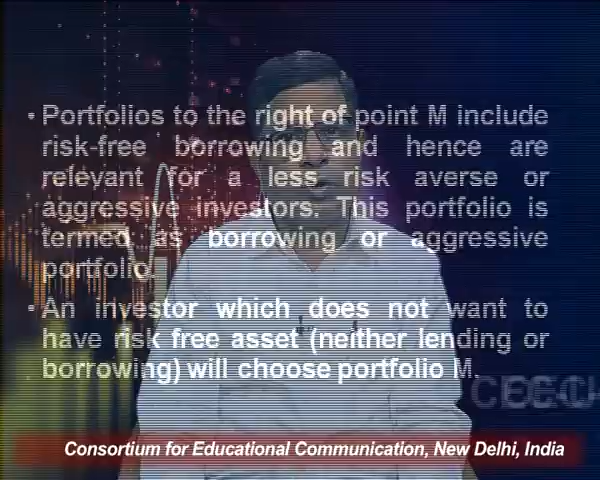 • Portfolios to the right of point M include
risk-free borrowing and hence are
relevant for a less risk averse or
aggressive investors. This portfolio is
termed as borrowing or aggressive
portfolio.
• An investor which does not want to
have risk free asset (neither lending or
borrowing) will choose portfolio M.
Consortium for Educational Communication, New Delhi, India